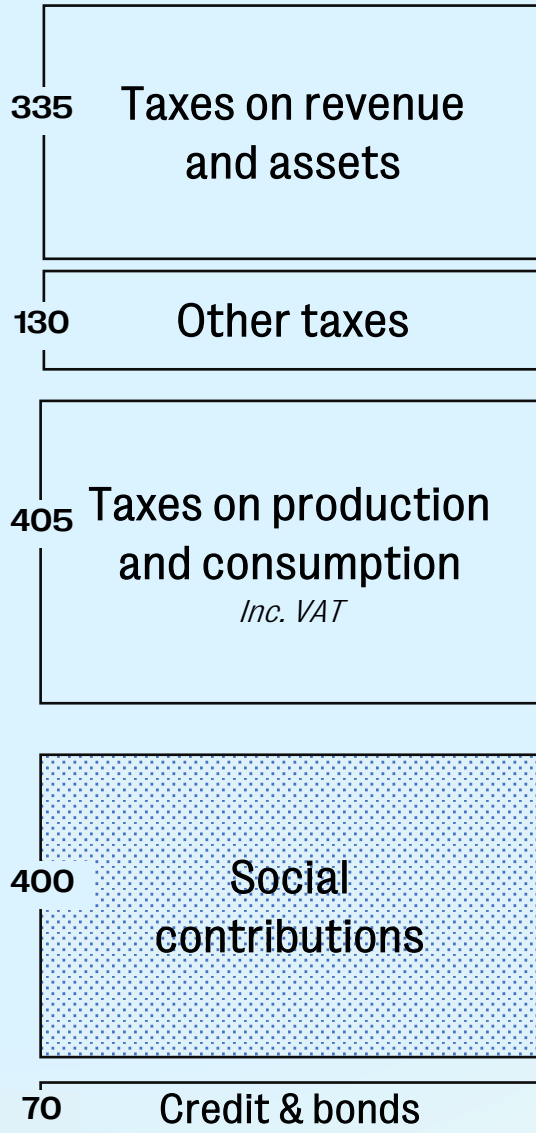 335
Taxes on revenue
and assets
130
Other taxes
405
Taxes on production
and consumption
Inc. VAT
400
Social
contributions
70
Credit & bonds